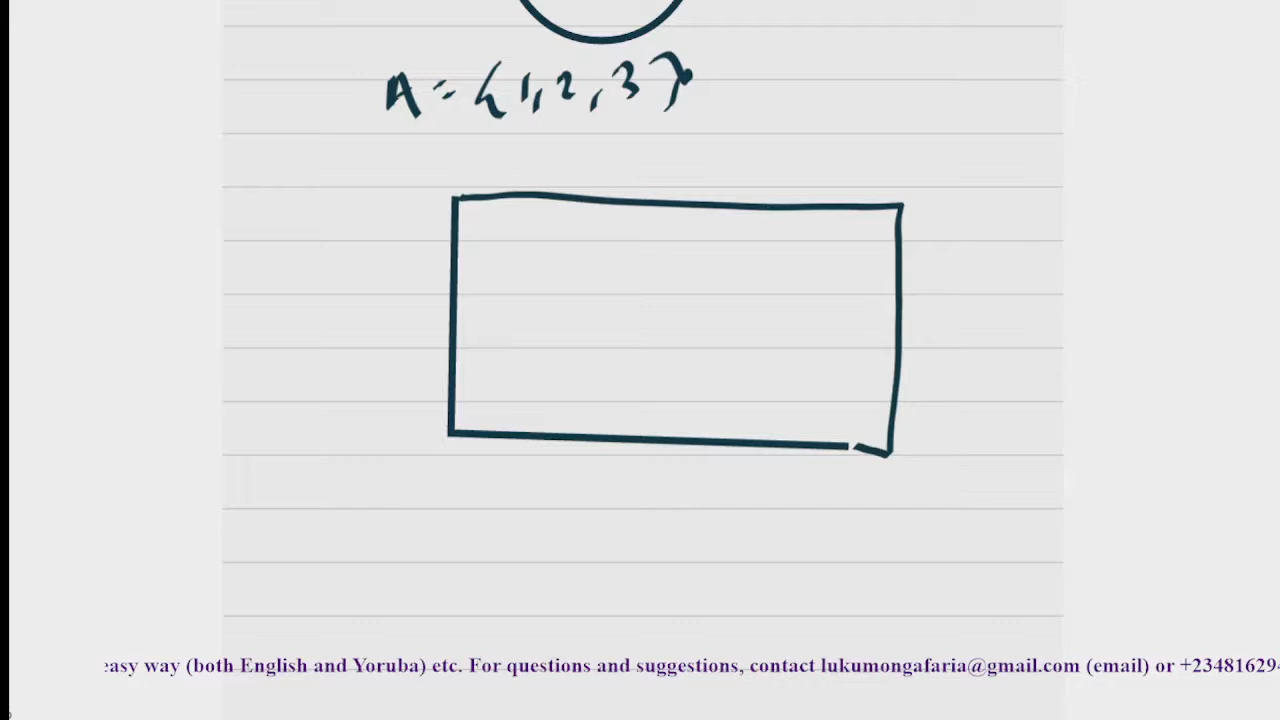 A = {1, 2, 3}
easy way (both English and Yoruba) etc. For questions and suggestions, contact lukumongafaria@gmail.com (email) or +23481629